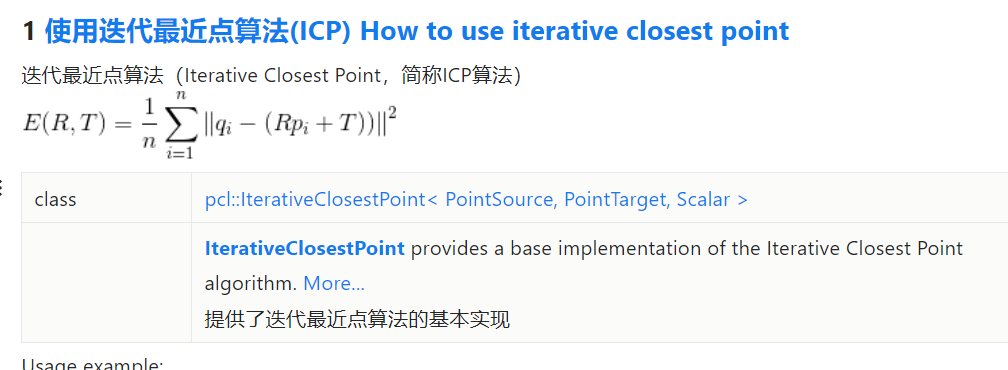 1 使用迭代最近点算法(ICP) How to use iterative closest point
迭代最近点算法（Iterative Closest Point，简称ICP算法）
E(R, T) = \frac{1}{n} \sum_{i=1}^{n} ||q_i - (Rp_i + T))||^2
class pcl::IterativeClosestPoint< PointSource, PointTarget, Scalar >
IterativeClosestPoint provides a base implementation of the Iterative Closest Point
algorithm. More...
提供了迭代最近点算法的基本实现
Usage example: